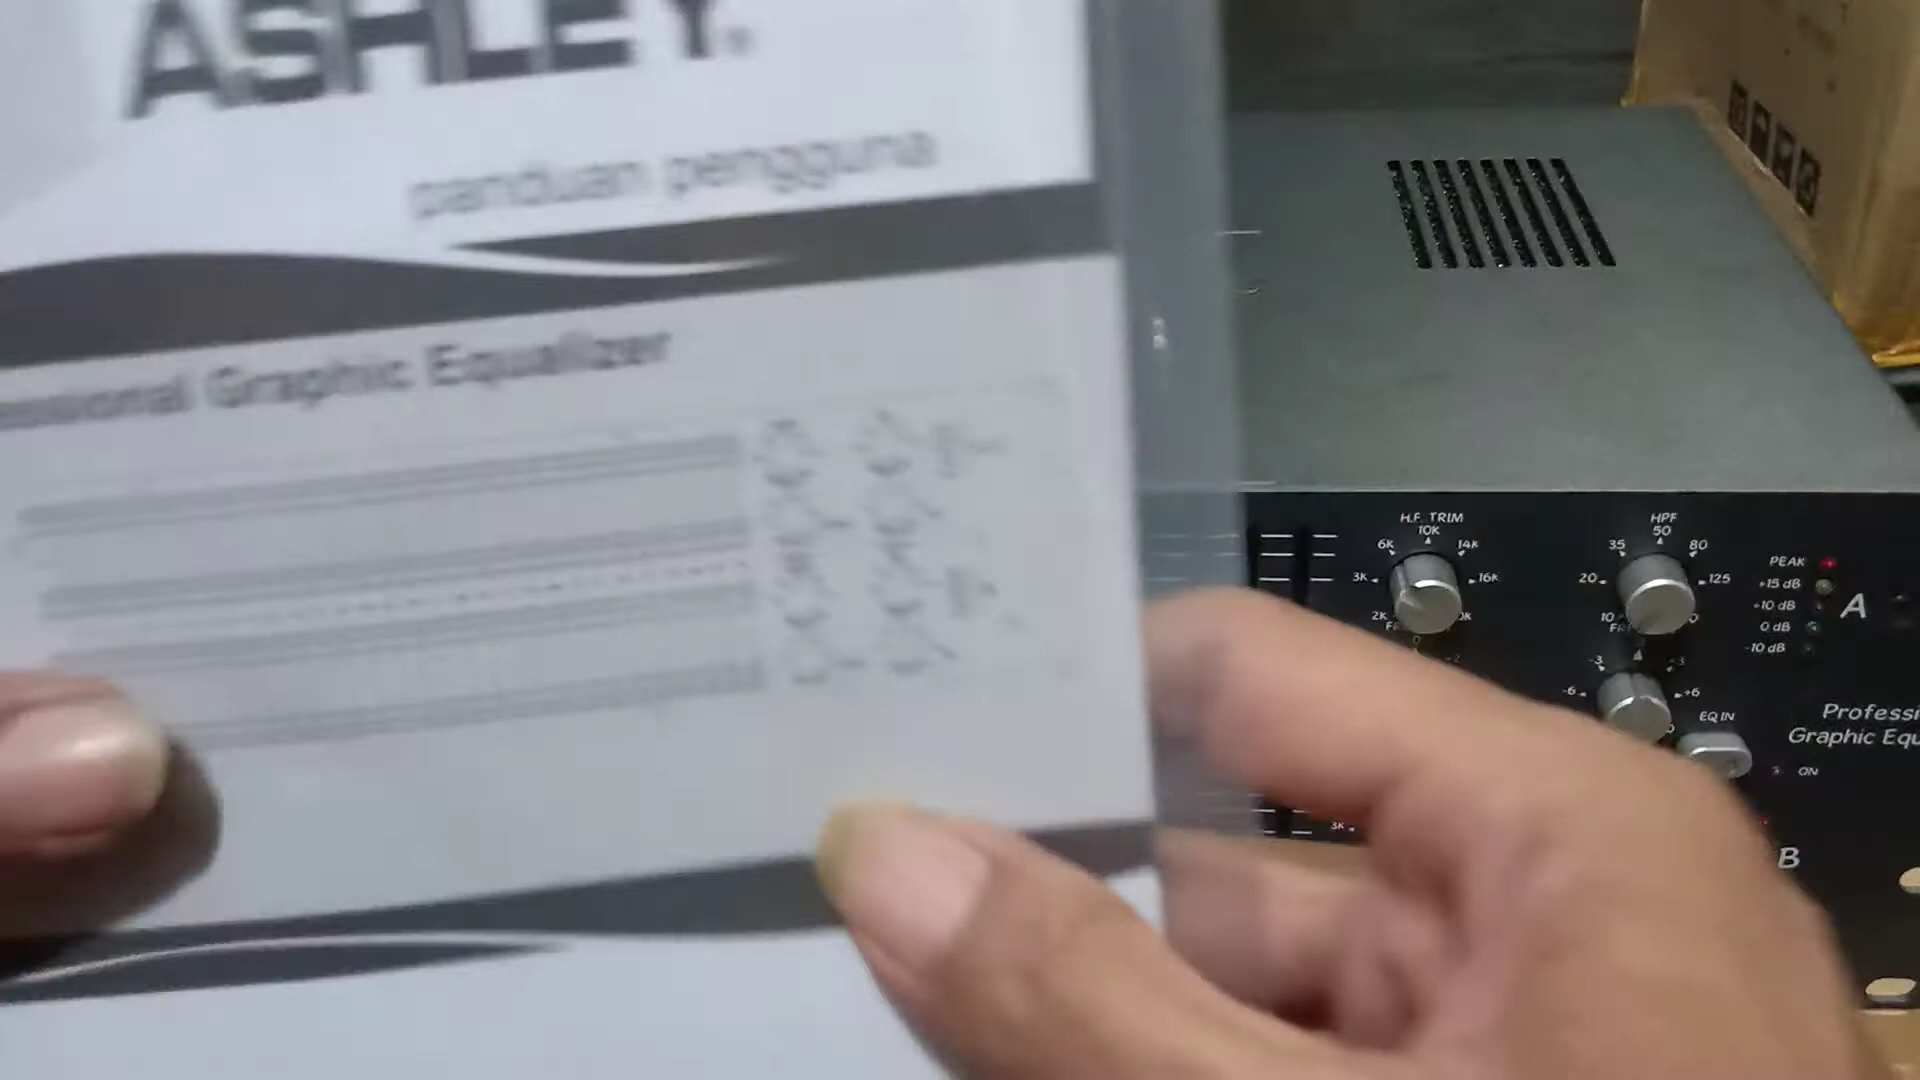 ASHLEY®
panduan pengguna
essional Graphic Equalizer
H.F. TRIM
10K
6K
14K
3K
16K
2K
HPF
50
35
80
20
125
10
PEAK
+15 dB
+10 dB
0 dB
-10 dB
A
-3
+3
-6
+6
EQ IN
ON
Professi
Graphic Equ
3K
B